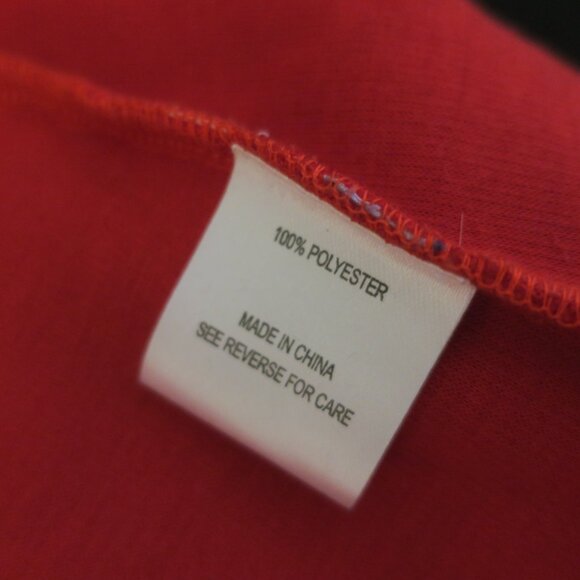 100% POLYESTER
MADE IN CHINA
SEE REVERSE FOR CARE